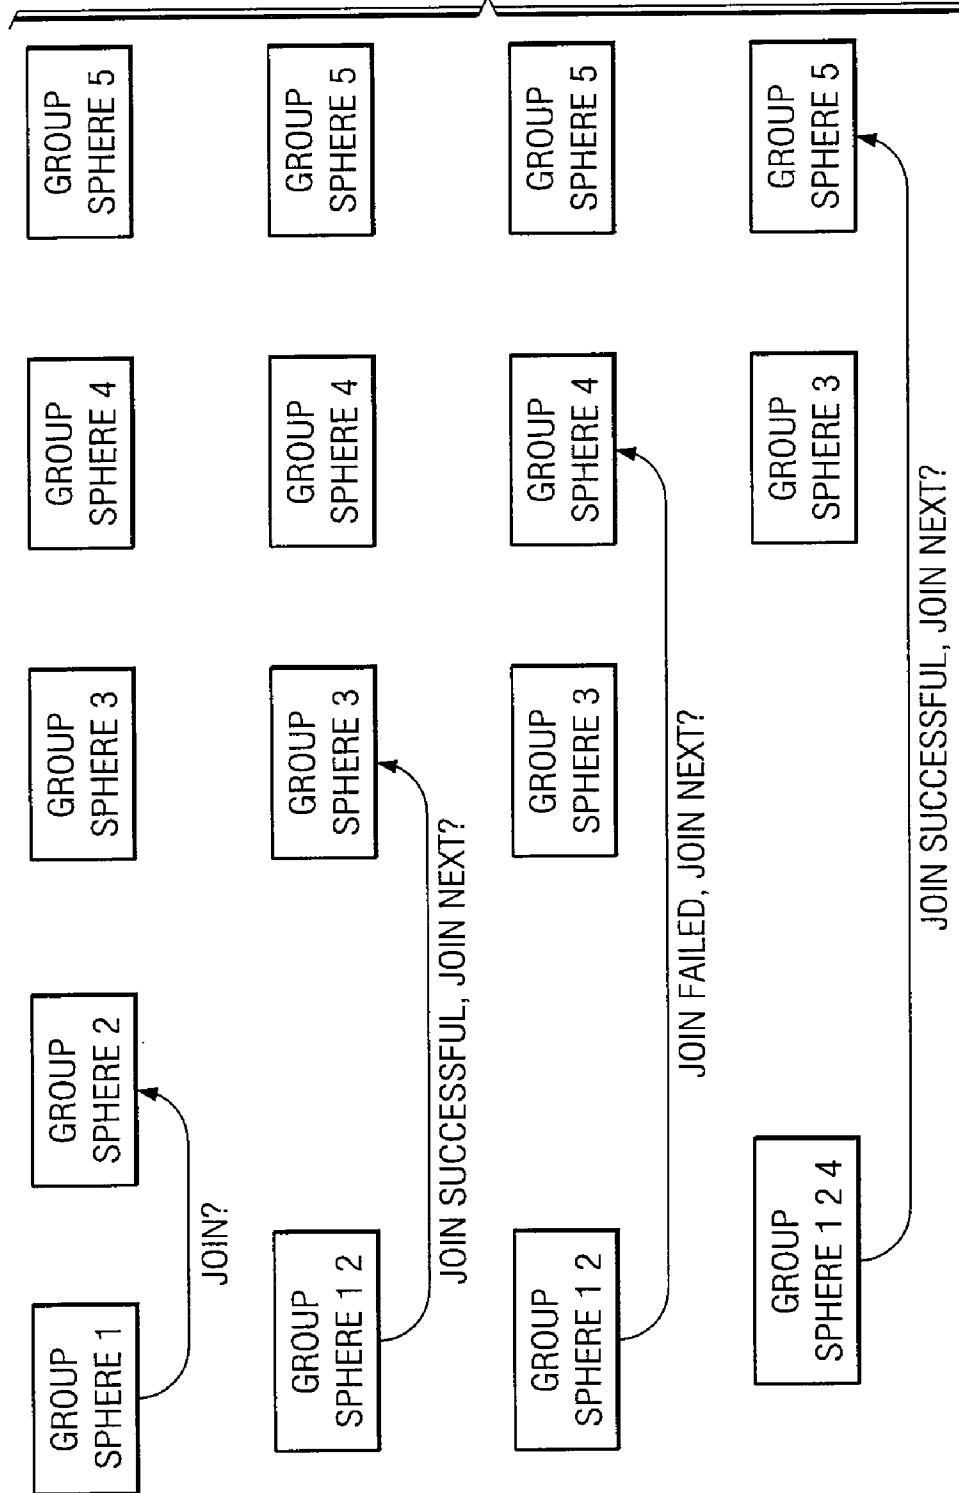 GROUP
SPHERE 1
GROUP
SPHERE 2
GROUP
SPHERE 3
GROUP
SPHERE 4
GROUP
SPHERE 5
JOIN?
GROUP
SPHERE 1 2
GROUP
SPHERE 3
GROUP
SPHERE 4
GROUP
SPHERE 5
JOIN SUCCESSFUL, JOIN NEXT?
GROUP
SPHERE 1 2
GROUP
SPHERE 3
GROUP
SPHERE 4
GROUP
SPHERE 5
JOIN FAILED, JOIN NEXT?
GROUP
SPHERE 1 2 4
GROUP
SPHERE 3
GROUP
SPHERE 5
JOIN SUCCESSFUL, JOIN NEXT?